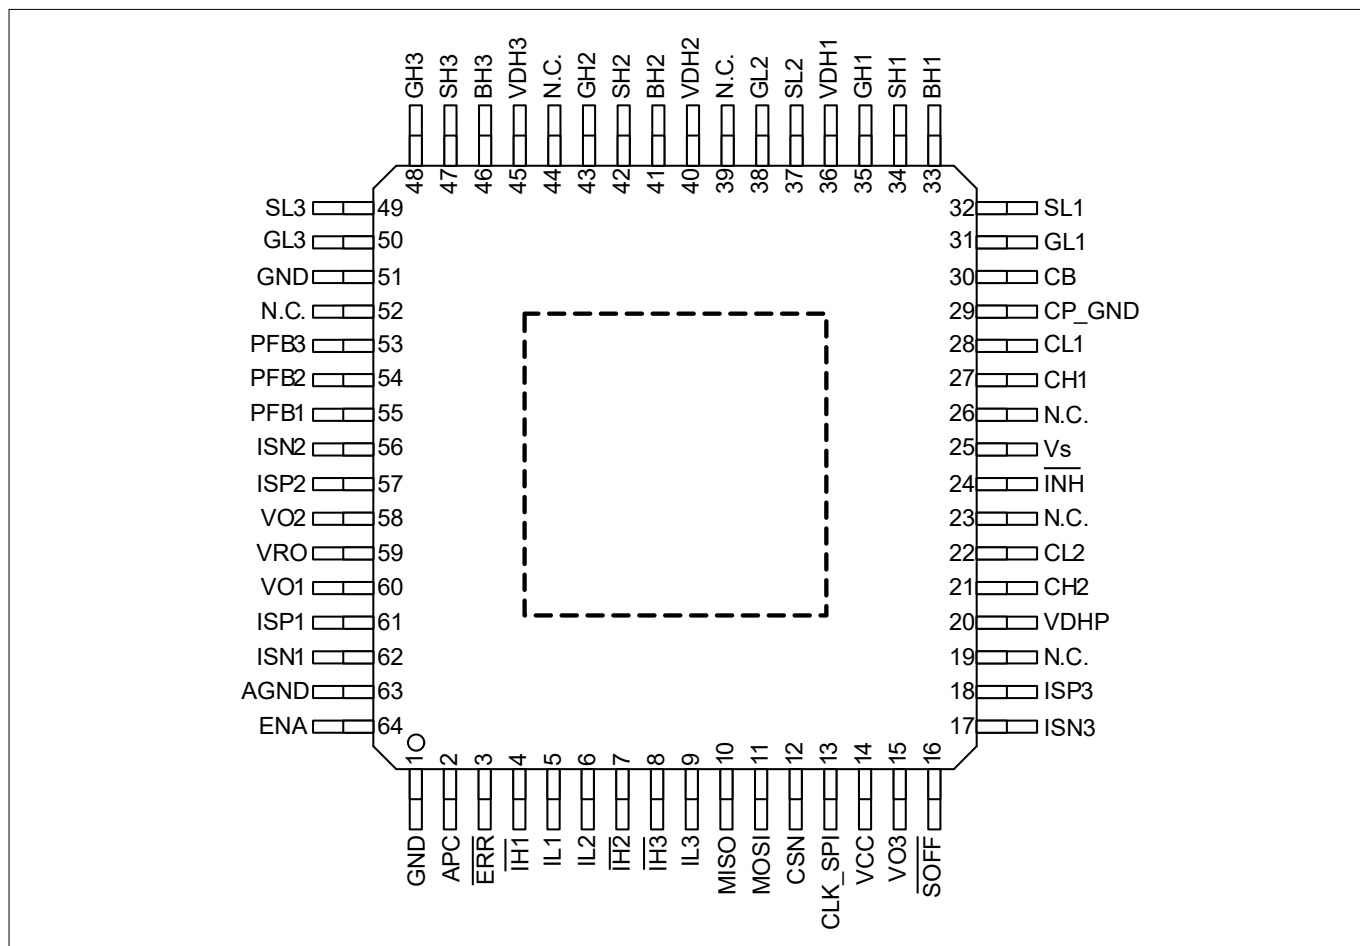 GH3
SH3
BH3
VDH3
N.C.
GH2
SH2
BH2
VDH2
N.C.
GL2
SL2
VDH1
GH1
SH1
BH1
48
47
46
45
44
43
42
41
40
39
38
37
36
35
34
33
SL3 49
GL3 50
GND 51
N.C. 52
PFB3 53
PFB2 54
PFB1 55
ISN2 56
ISP2 57
VO2 58
VRO 59
VO1 60
ISP1 61
ISN1 62
AGND 63
ENA 64
32 SL1
31 GL1
30 CB
29 CP_GND
28 CL1
27 CH1
26 N.C.
25 Vs
24 INH
23 N.C.
22 CL2
21 CH2
20 VDHP
19 N.C.
18 ISP3
17 ISN3
1
2
3
4
5
6
7
8
9
10
11
12
13
14
15
16
GND
APC
ERR
IH1
IL1
IL2
IH2
IH3
IL3
MISO
MOSI
CSN
CLK_SPI
VCC
VO3
SOFF